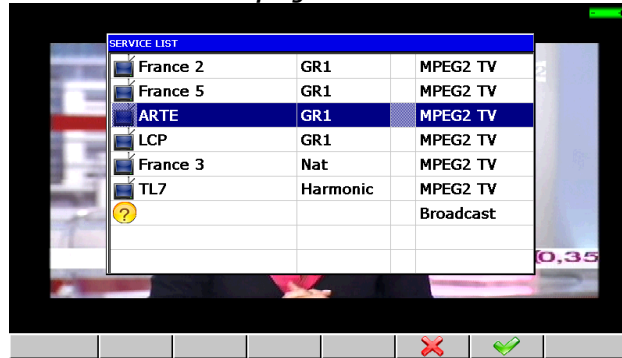 SERVICE LIST
France 2 GR1 MPEG2 TV
France 5 GR1 MPEG2 TV
ARTE GR1 MPEG2 TV
LCP GR1 MPEG2 TV
France 3 Nat MPEG2 TV
TL7 Harmonic MPEG2 TV
? Broadcast
0,35